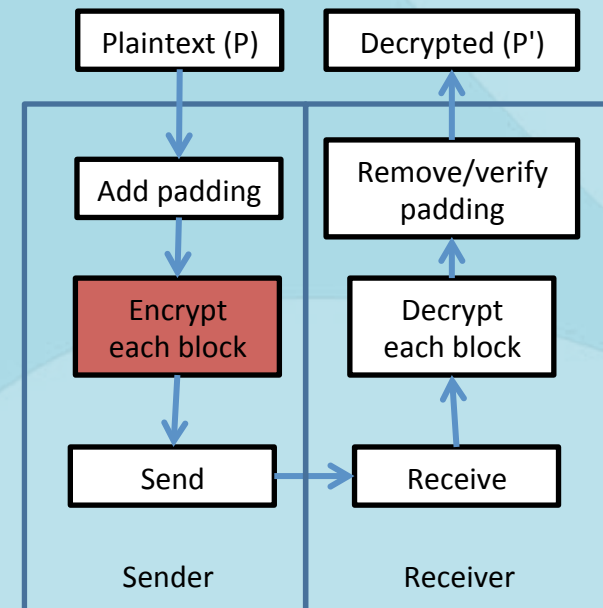 Plaintext (P)
Decrypted (P')
Add padding
Remove/verify
padding
Encrypt
each block
Decrypt
each block
Send
Receive
Sender
Receiver